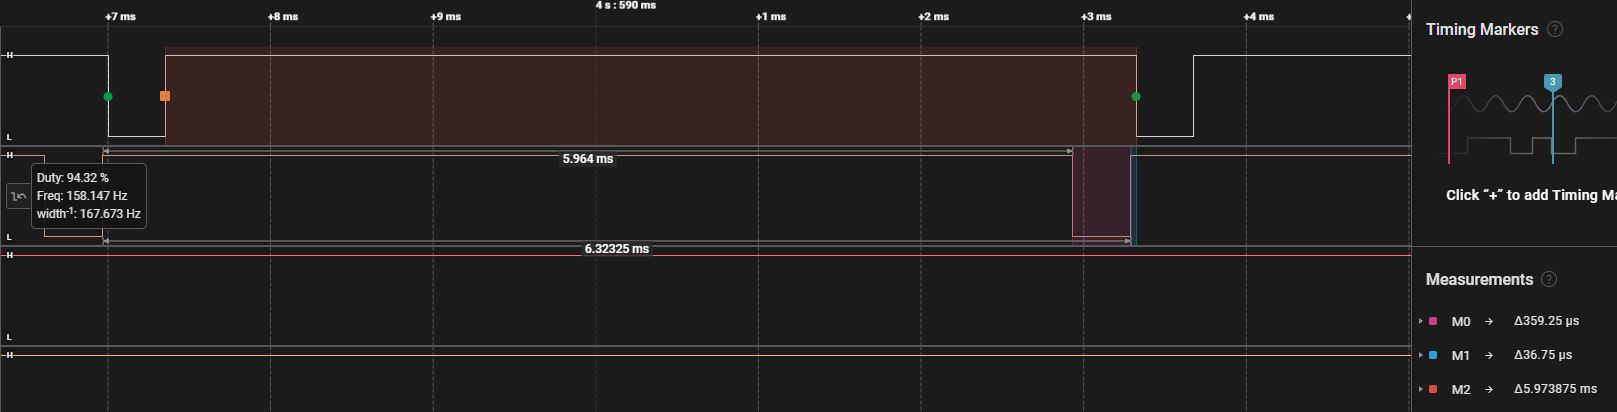 4 s : 590 ms
+7 ms +8 ms +9 ms +1 ms +2 ms +3 ms +4 ms
H
L
H
5.964 ms
Duty: 94.32 %
Freq: 158.147 Hz
width-1: 167.673 Hz
L
6.32325 ms
H
L
H
Timing Markers ?
P1 3
Click “+” to add Timing Ma
Measurements ?
M0 → Δ359.25 μs
M1 → Δ36.75 μs
M2 → Δ5.973875 ms